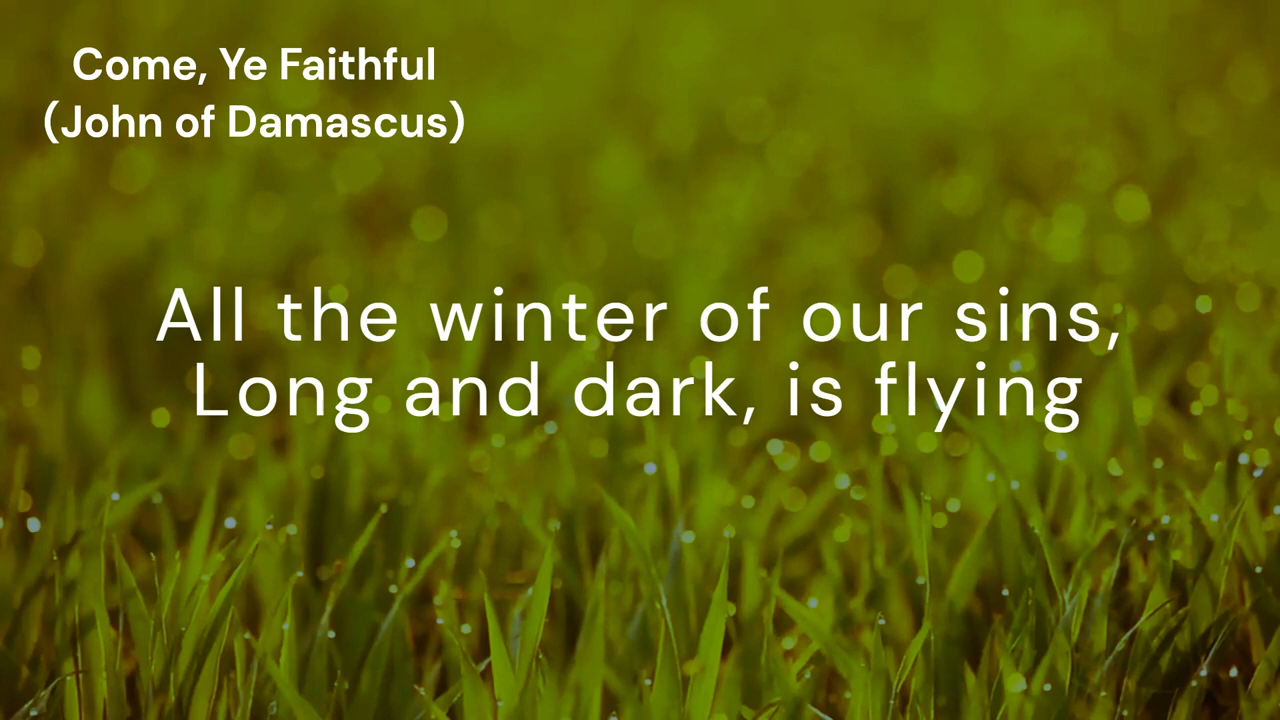 Come, Ye Faithful
(John of Damascus)
All the winter of our sins,
Long and dark, is flying